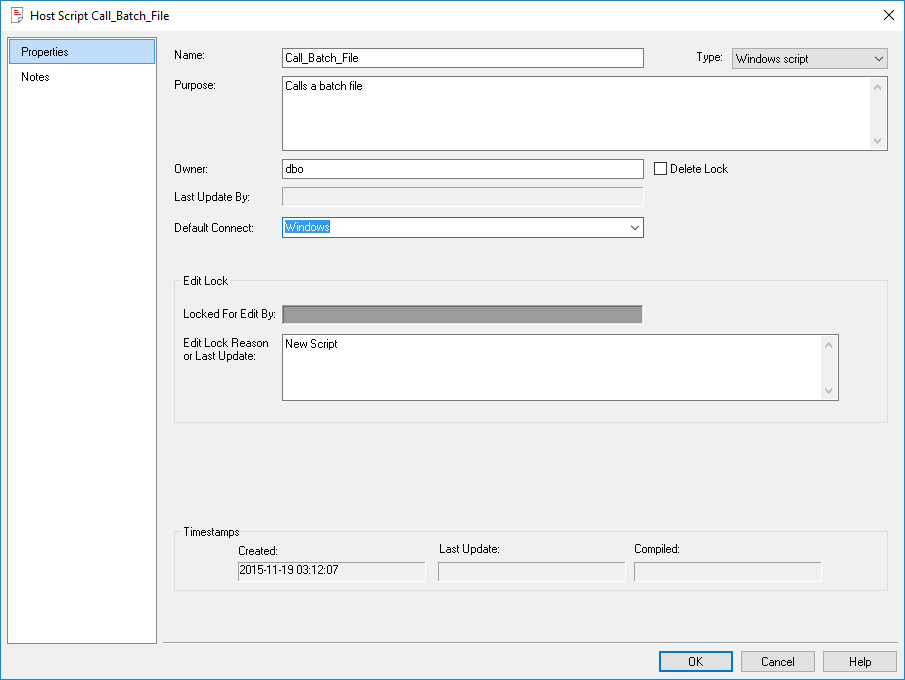 Host Script Call_Batch_File
Properties
Notes
Name: Call_Batch_File Type: Windows script
Purpose: Calls a batch file
Owner: dbo Delete Lock
Last Update By:
Default Connect: Windows
Edit Lock
Locked For Edit By:
Edit Lock Reason
or Last Update:
New Script
Timestamps
Created: Last Update: Compiled:
2015-11-19 03:12:07
OK Cancel Help